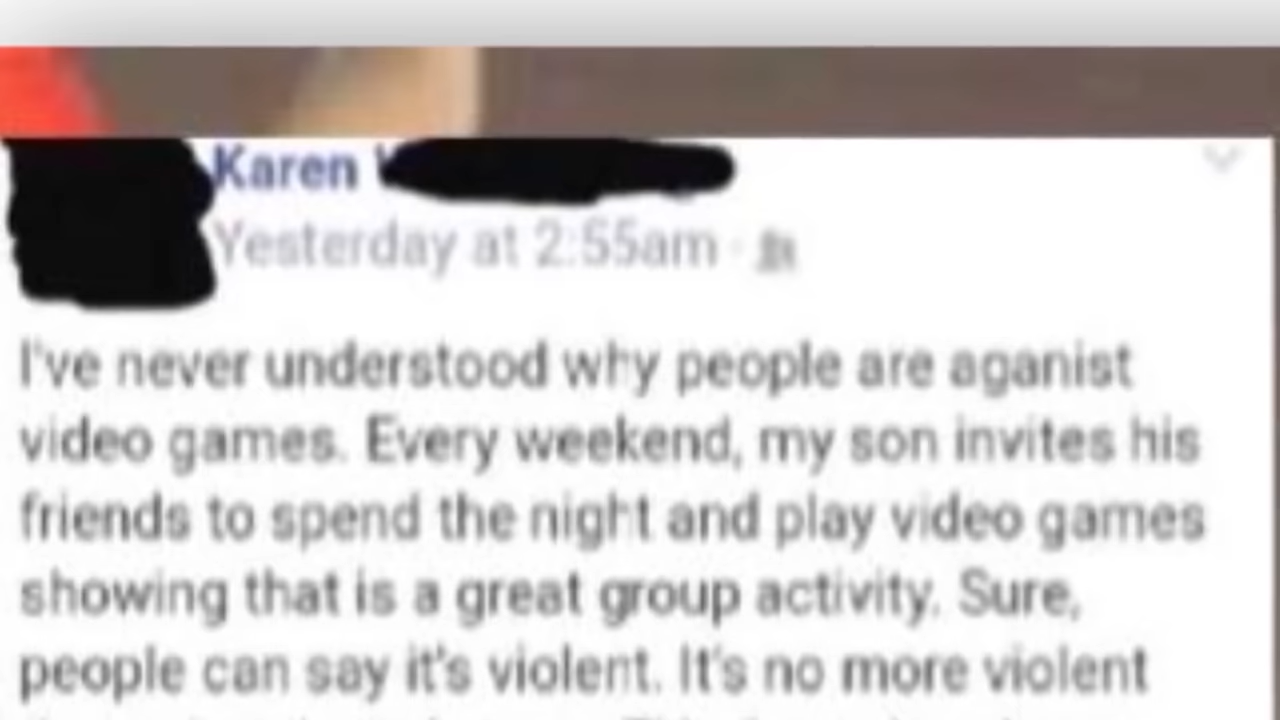 Karen
Yesterday at 2:55am
I've never understood why people are aganist
video games. Every weekend, my son invites his
friends to spend the night and play video games
showing that is a great group activity. Sure,
people can say it's violent. It's no more violent